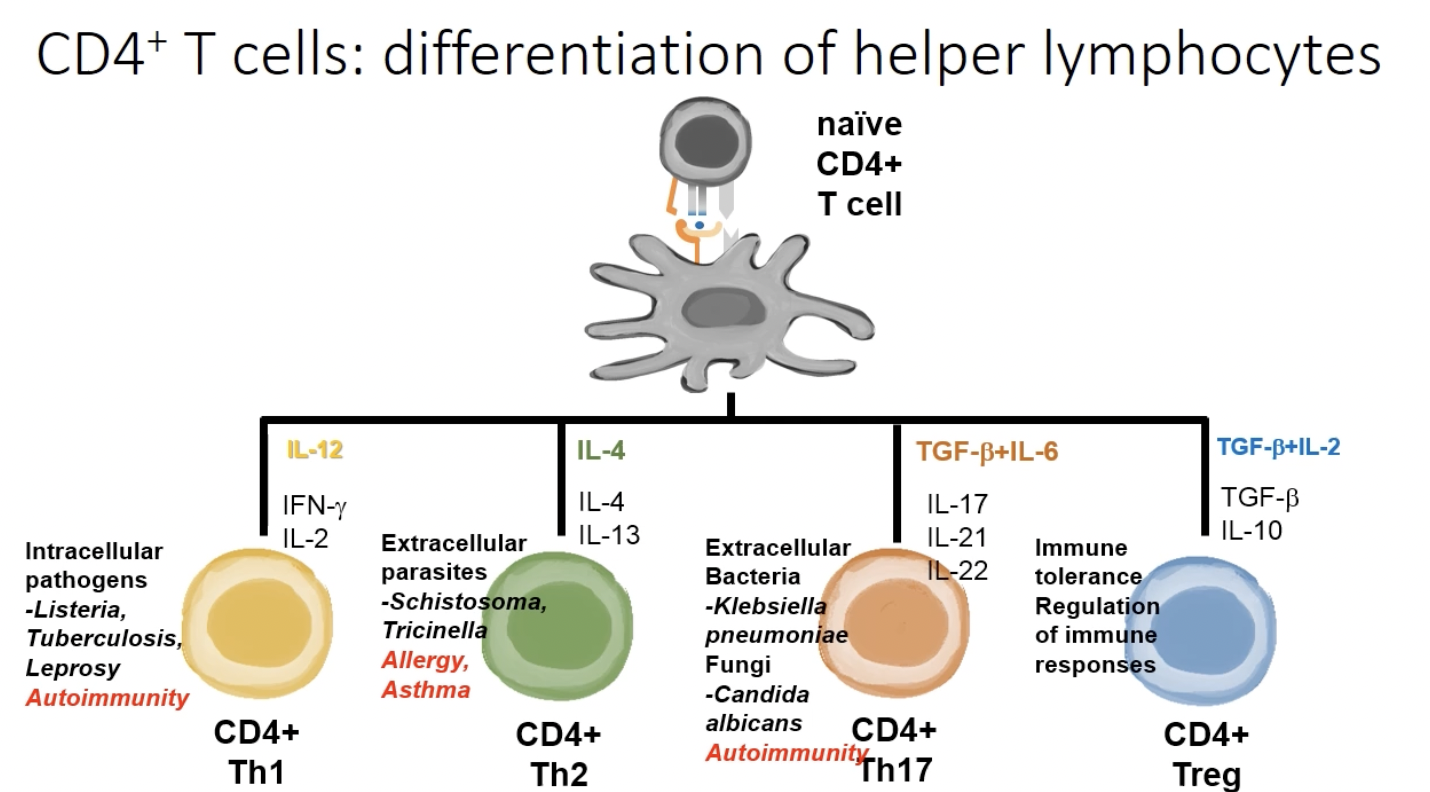 CD4⁺ T cells: differentiation of helper lymphocytes
naïve
CD4+
T cell
IL-12
IFN-γ
IL-2
Intracellular
pathogens
-Listeria,
Tuberculosis,
Leprosy
Autoimmunity
CD4+
Th1
IL-4
IL-4
IL-13
Extracellular
parasites
-Schistosoma,
Tricinella
Allergy,
Asthma
CD4+
Th2
TGF-β+IL-6
IL-17
IL-21
IL-22
Extracellular
Bacteria
-Klebsiella
pneumoniae
Fungi
-Candida
albicans
Autoimmunity
CD4+
Th17
TGF-β+IL-2
TGF-β
IL-10
Immune
tolerance
Regulation
of immune
responses
CD4+
Treg